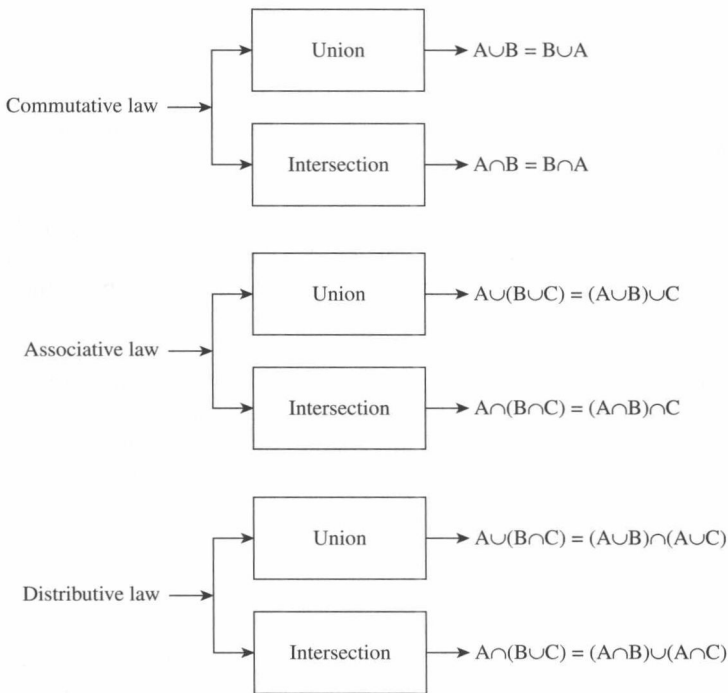 Union
A∪B = B∪A
Commutative law
Intersection
A∩B = B∩A
Union
A∪(B∪C) = (A∪B)∪C
Associative law
Intersection
A∩(B∩C) = (A∩B)∩C
Union
A∪(B∩C) = (A∪B)∩(A∪C)
Distributive law
Intersection
A∩(B∪C) = (A∩B)∪(A∩C)